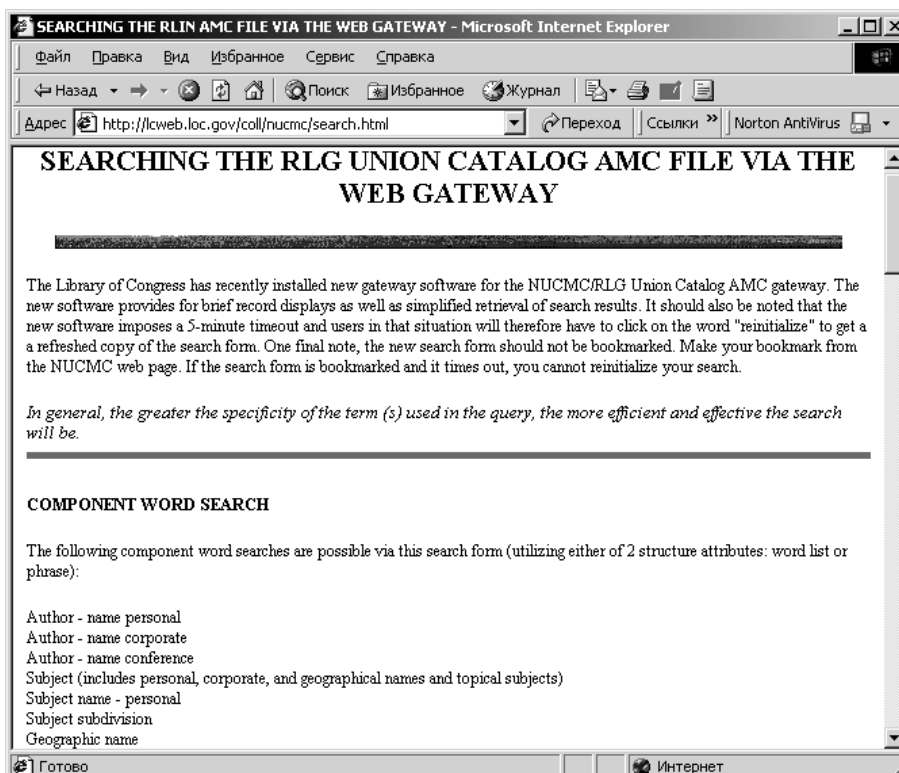 SEARCHING THE RLIN AMC FILE VIA THE WEB GATEWAY - Microsoft Internet Explorer
Файл Правка Вид Избранное Сервис Справка
Назад Поиск Избранное Журнал
Адрес http://lcweb.loc.gov/coll/nucmc/search.html Переход Ссылки » Norton AntiVirus
SEARCHING THE RLG UNION CATALOG AMC FILE VIA THE
WEB GATEWAY
The Library of Congress has recently installed new gateway software for the NUCMC/RLG Union Catalog AMC gateway. The
new software provides for brief record displays as well as simplified retrieval of search results. It should also be noted that the
new software imposes a 5-minute timeout and users in that situation will therefore have to click on the word "reinitialize" to get a
a refreshed copy of the search form. One final note, the new search form should not be bookmarked. Make your bookmark from
the NUCMC web page. If the search form is bookmarked and it times out, you cannot reinitialize your search.
In general, the greater the specificity of the term (s) used in the query, the more efficient and effective the search
will be.
COMPONENT WORD SEARCH
The following component word searches are possible via this search form (utilizing either of 2 structure attributes: word list or
phrase):
Author - name personal
Author - name corporate
Author - name conference
Subject (includes personal, corporate, and geographical names and topical subjects)
Subject name - personal
Subject subdivision
Geographic name
Готово Интернет